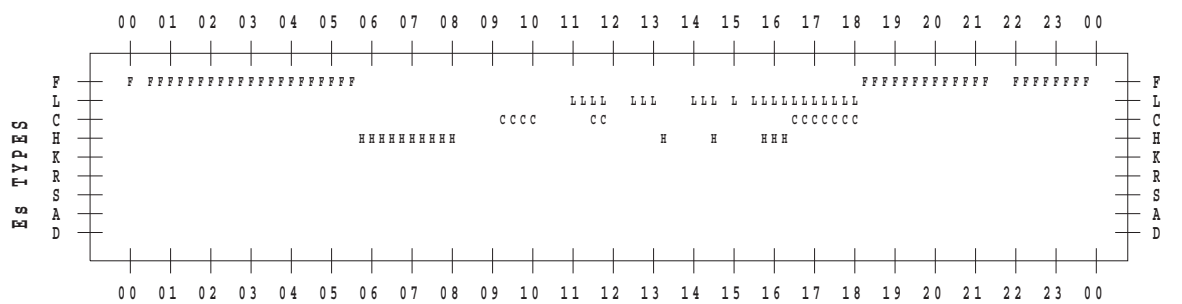 00 01 02 03 04 05 06 07 08 09 10 11 12 13 14 15 16 17 18 19 20 21 22 23 00
F F FFFFFFFFFFFFFFFFFFFFF FFFFFFFFFFFFF FFFFFFFF F
L LLLL LLL LLL L LLLLLLLLLLL L
C CCCC CC CCCCCCC C
H HHHHHHHHHH H H HHH H
K K
R R
S S
A A
D D
Es TYPES
00 01 02 03 04 05 06 07 08 09 10 11 12 13 14 15 16 17 18 19 20 21 22 23 00